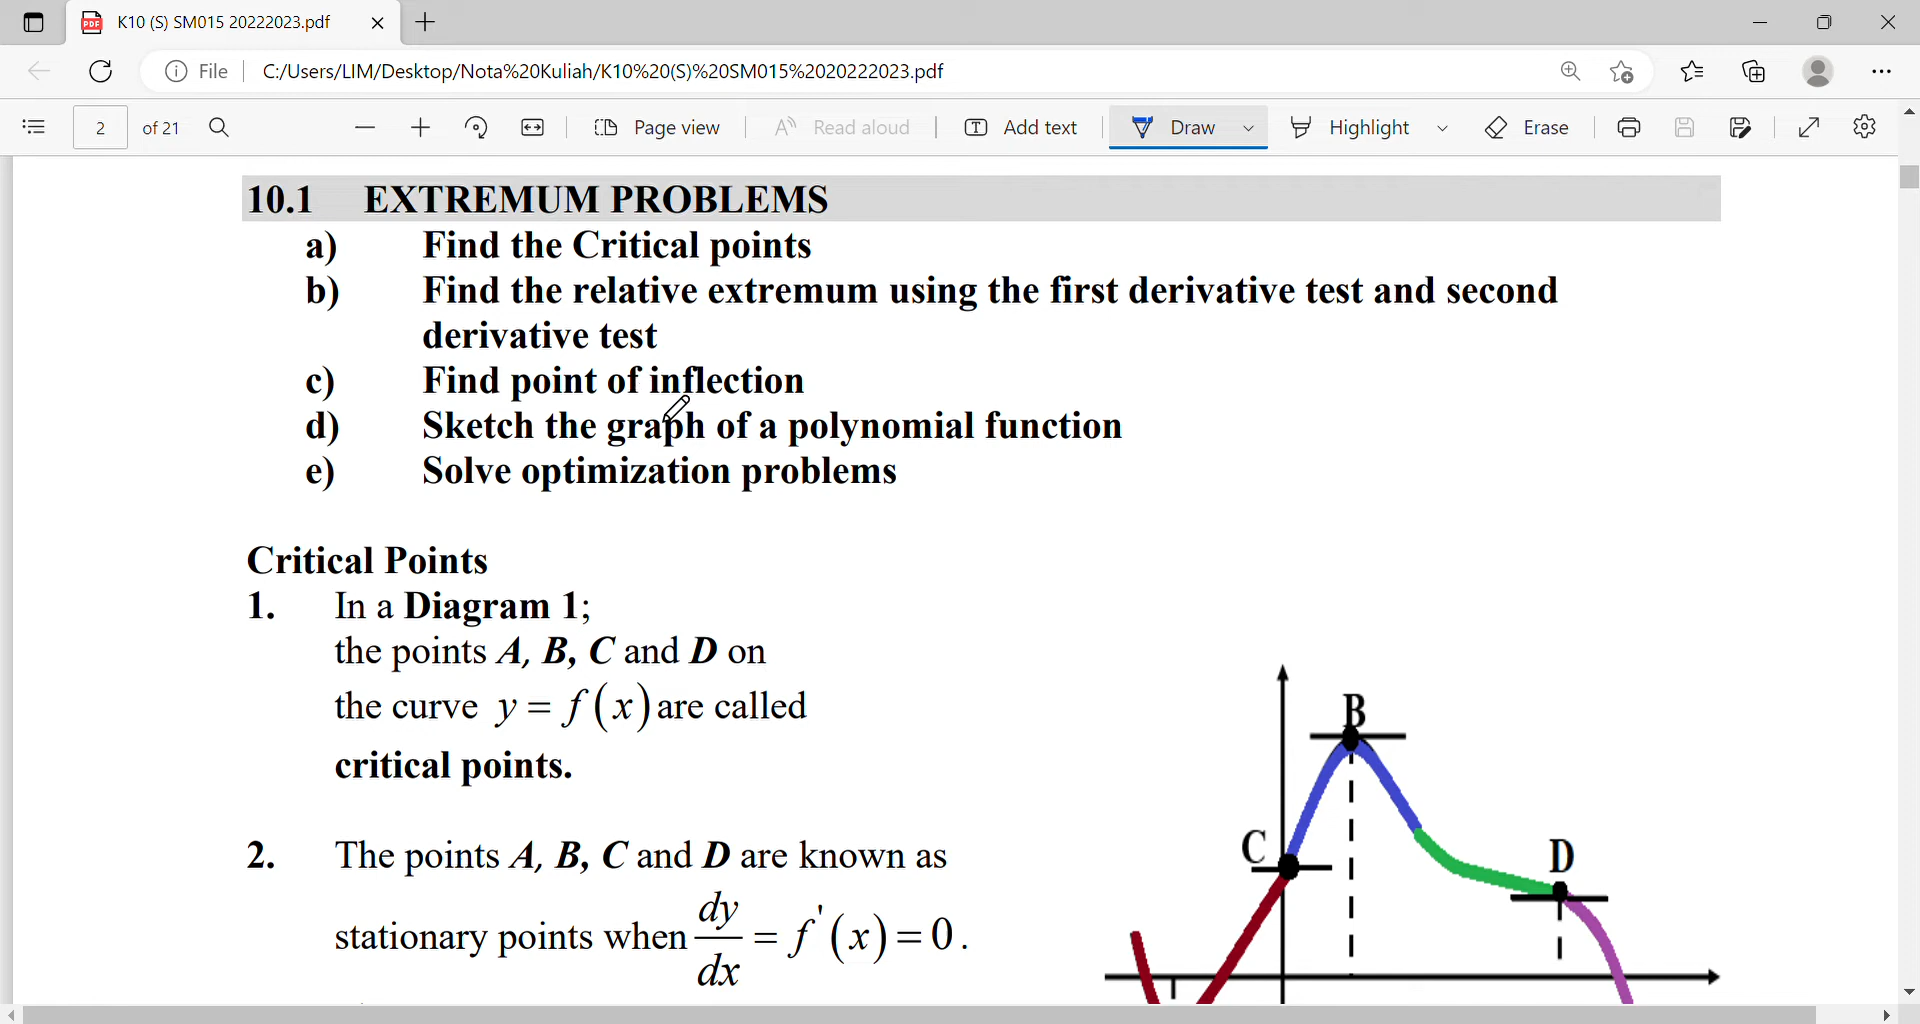 K10 (S) SM015 20222023.pdf
File
C:/Users/LIM/Desktop/Nota%20Kuliah/K10%20(S)%20SM015%2020222023.pdf
2 of 21
Page view
Read aloud
Add text
Draw
Highlight
Erase
10.1 EXTREMUM PROBLEMS
a) Find the Critical points
b) Find the relative extremum using the first derivative test and second
derivative test
c) Find point of inflection
d) Sketch the graph of a polynomial function
e) Solve optimization problems
Critical Points
1. In a Diagram 1;
the points A, B, C and D on
the curve y = f(x) are called
critical points.
2. The points A, B, C and D are known as
stationary points when dy/dx = f'(x) = 0.
B
C
D